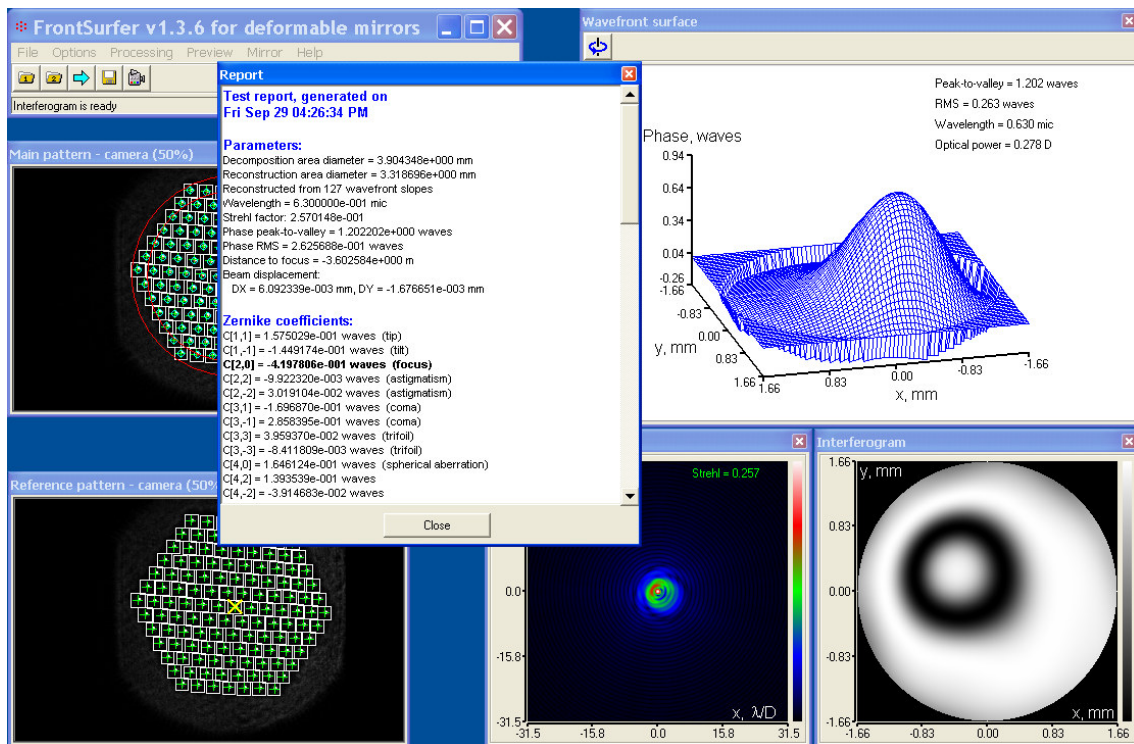 FrontSurfer v1.3.6 for deformable mirrors
File Options Processing Preview Mirror Help
Interferogram is ready
Main pattern - camera (50%)
Reference pattern - camera (50%
Report
Test report, generated on
Fri Sep 29 04:26:34 PM
Parameters:
Decomposition area diameter = 3.904348e+000 mm
Reconstruction area diameter = 3.318696e+000 mm
Reconstructed from 127 wavefront slopes
Wavelength = 6.300000e-001 mic
Strehl factor: 2.570148e-001
Phase peak-to-valley = 1.202202e+000 waves
Phase RMS = 2.625688e-001 waves
Distance to focus = -3.602584e+000 m
Beam displacement:
DX = 6.092339e-003 mm, DY = -1.676651e-003 mm
Zernike coefficients:
C[1,1] = 1.575029e-001 waves (tip)
C[1,-1] = -1.449174e-001 waves (tilt)
C[2,0] = -4.197806e-001 waves (focus)
C[2,2] = -9.922320e-003 waves (astigmatism)
C[2,-2] = 3.019104e-002 waves (astigmatism)
C[3,1] = -1.696870e-001 waves (coma)
C[3,-1] = 2.858395e-001 waves (coma)
C[3,3] = 3.959370e-002 waves (trifoil)
C[3,-3] = -8.411809e-003 waves (trifoil)
C[4,0] = 1.646124e-001 waves (spherical aberration)
C[4,2] = 1.393539e-001 waves
C[4,-2] = -3.914683e-002 waves
Close
Wavefront surface
Peak-to-valley = 1.202 waves
RMS = 0.263 waves
Wavelength = 0.630 mic
Optical power = 0.278 D
Phase, waves
0.94
0.64
0.34
0.04
-0.26
-1.66
-0.83
0.00
0.83
1.66
y, mm
1.66
0.83
0.00
-0.83
-1.66
x, mm
Strehl = 0.257
0.0
-15.8
-31.5
x, λ/D
-31.5 -15.8 0.0 15.8 31.5
Interferogram
1.66
y, mm
0.83
0.00
-0.83
-1.66
x, mm
-1.66 -0.83 0.00 0.83 1.66